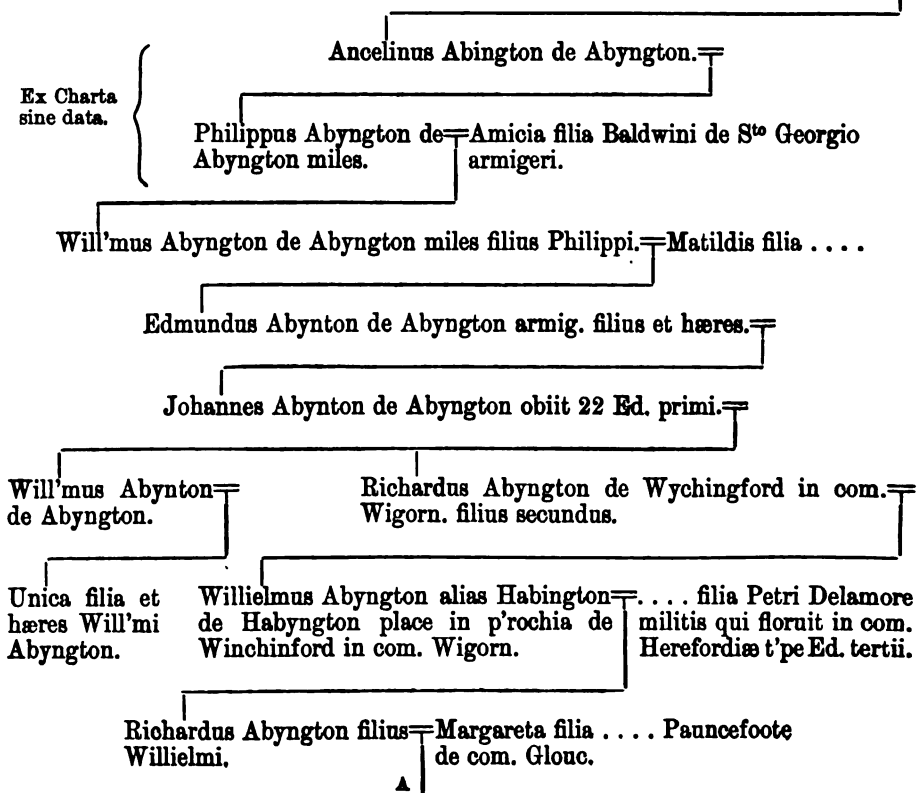 Ancelinus Abington de Abyngton.
Ex Charta
sine data.
Philippus Abyngton de
Abyngton miles.
Amicia filia Baldwini de Sto Georgio
armigeri.
Will'mus Abyngton de Abyngton miles filius Philippi.
Matildis filia . . . .
Edmundus Abynton de Abyngton armig. filius et hæres.
Johannes Abynton de Abyngton obiit 22 Ed. primi.
Will'mus Abynton
de Abyngton.
Richardus Abyngton de Wychingford in com.
Wigorn. filius secundus.
Unica filia et
hæres Will'mi
Abyngton.
Willielmus Abyngton alias Habington
de Habyngton place in p'rochia de
Winchinford in com. Wigorn.
. . . . filia Petri Delamore
militis qui floruit in com.
Herefordiæ t'pe Ed. tertii.
Richardus Abyngton filius
Willielmi.
Margareta filia . . . . Pauncefoote
de com. Glouc.
A